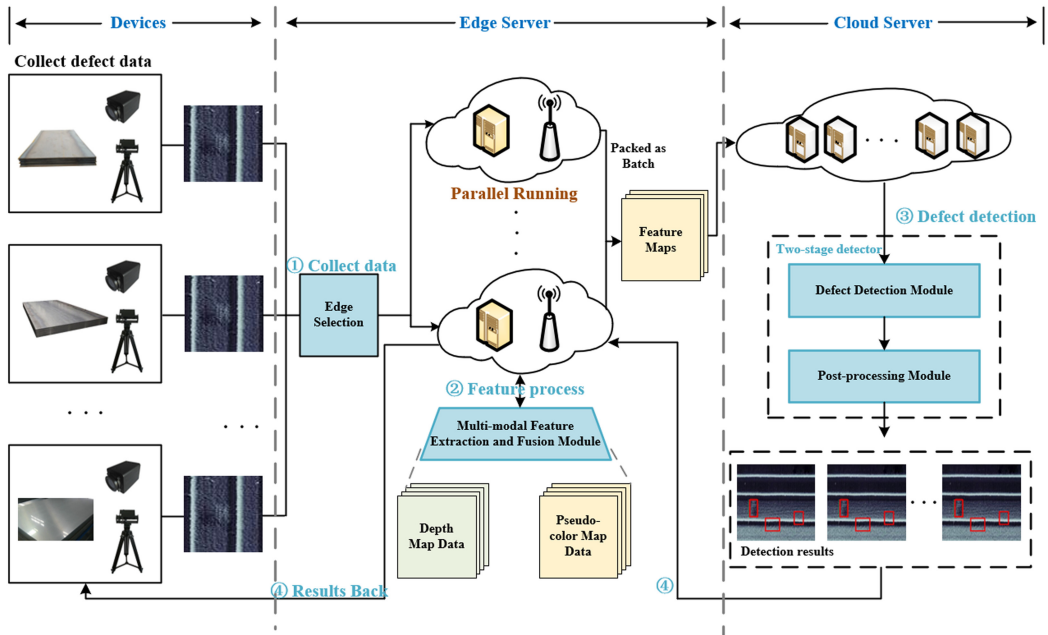 Devices
Edge Server
Cloud Server
Collect defect data
Packed as
Batch
Parallel Running
Feature
Maps
① Collect data
Edge
Selection
③ Defect detection
Two-stage detector
Defect Detection Module
Post-processing Module
② Feature process
Multi-modal Feature
Extraction and Fusion Module
Depth
Map Data
Pseudo-
color Map
Data
Detection results
④ Results Back
④